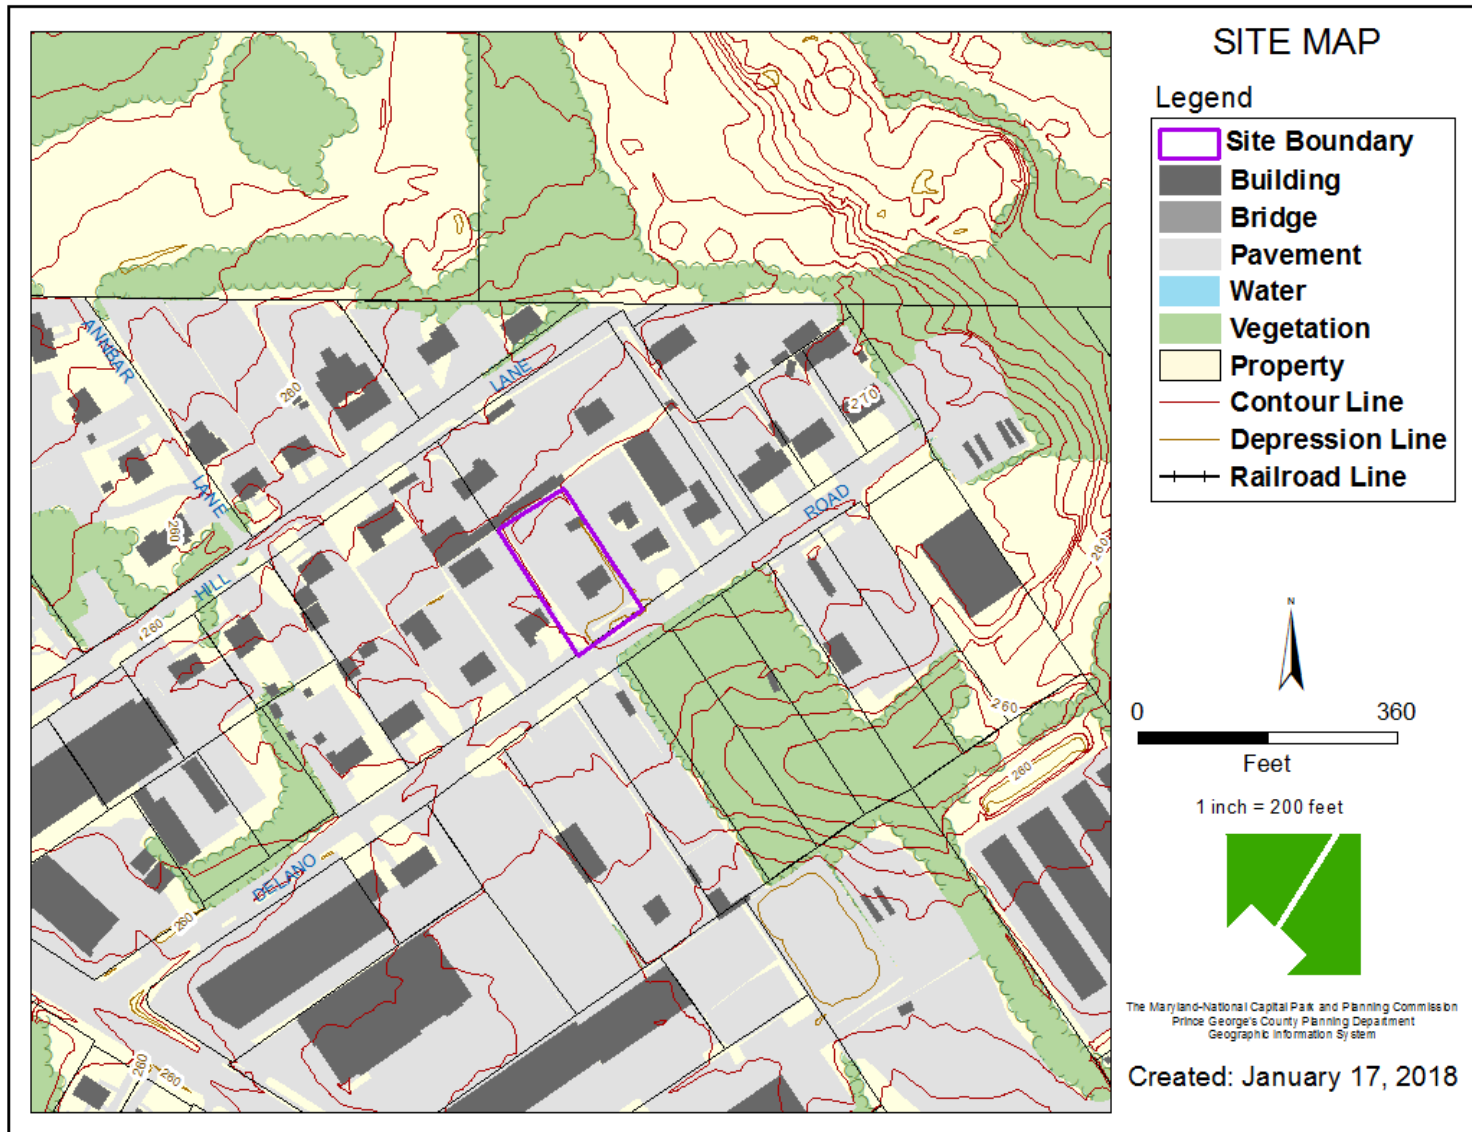 SITE MAP
Legend
Site Boundary
Building
Bridge
Pavement
Water
Vegetation
Property
Contour Line
Depression Line
Railroad Line
ANNBAR
LANE
LANE
260
270
ROAD
260
HILL
260
260
260
260
DELANO
260
260
260
N
0 360
Feet
1 inch = 200 feet
The Maryland-National Capital Park and Planning Commission
Prince George's County Planning Department
Geographic Information System
Created: January 17, 2018